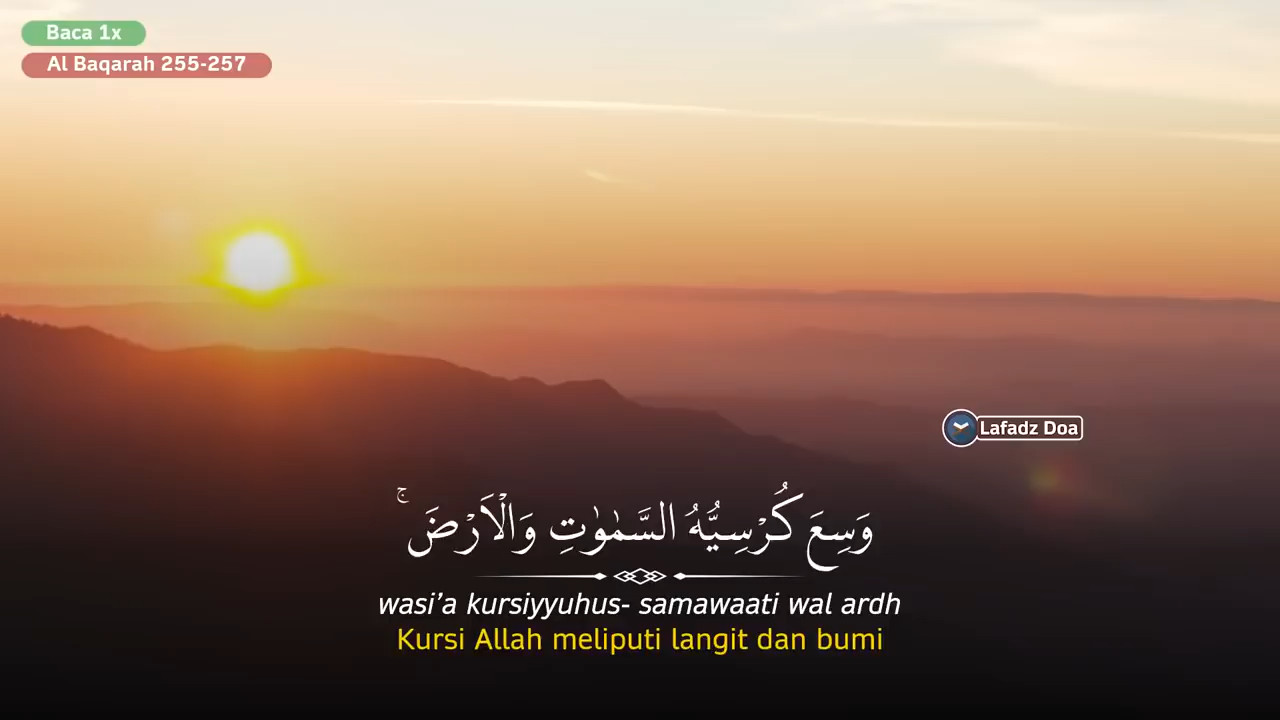 Baca 1x
Al Baqarah 255-257
Lafadz Doa
وَسِعَ كُرْسِيُّهُ السَّمٰوٰتِ وَالْاَرْضَ ۚ
wasi’a kursiyyuhus- samawaati wal ardh
Kursi Allah meliputi langit dan bumi